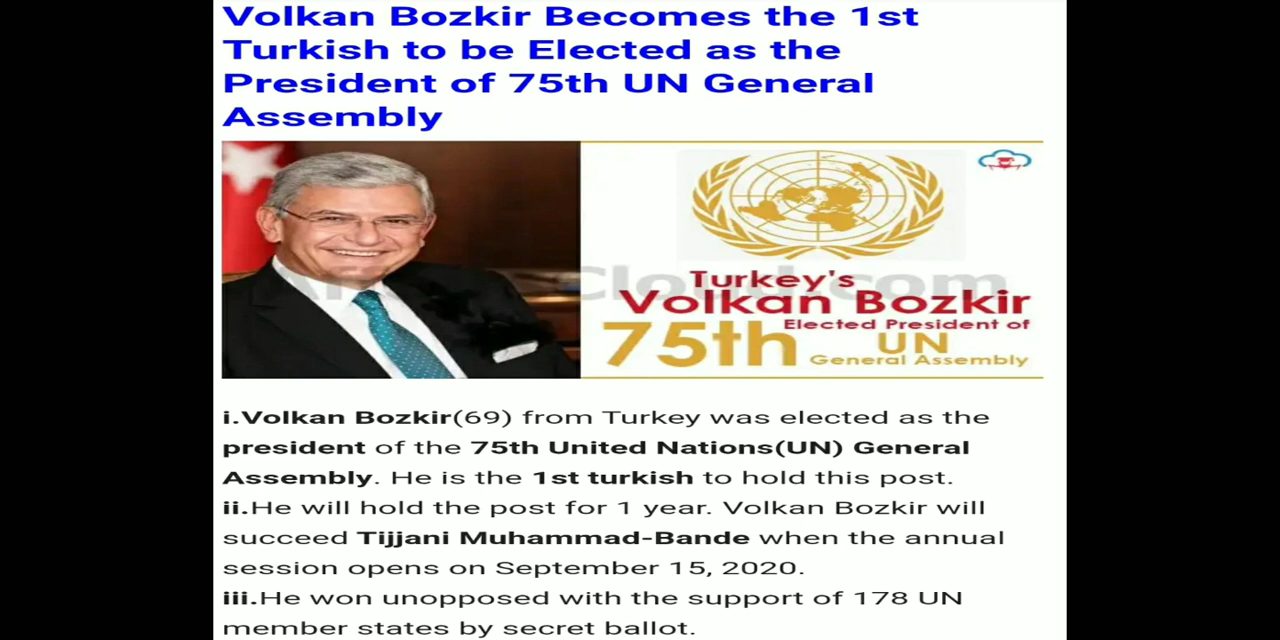 Volkan Bozkir Becomes the 1st
Turkish to be Elected as the
President of 75th UN General
Assembly
Turkey's
Volkan Bozkir
Elected President of
75th UN
General Assembly
Cloud.com
i.Volkan Bozkir(69) from Turkey was elected as the
president of the 75th United Nations(UN) General
Assembly. He is the 1st turkish to hold this post.
ii.He will hold the post for 1 year. Volkan Bozkir will
succeed Tijjani Muhammad-Bande when the annual
session opens on September 15, 2020.
iii.He won unopposed with the support of 178 UN
member states by secret ballot.